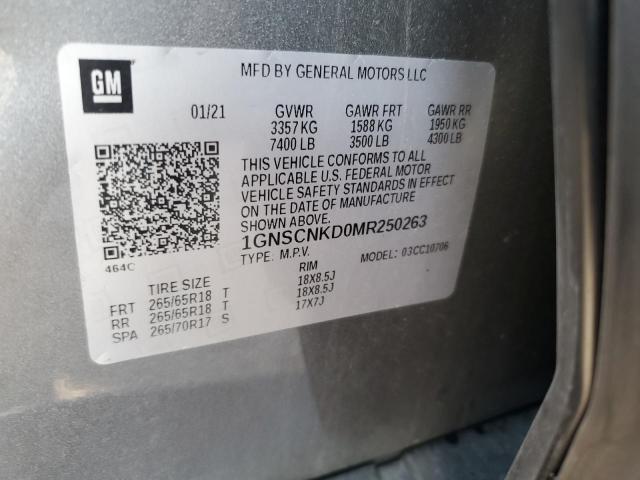 GM
MFD BY GENERAL MOTORS LLC
01/21 GVWR GAWR FRT GAWR RR
3357 KG 1588 KG 1950 KG
7400 LB 3500 LB 4300 LB
THIS VEHICLE CONFORMS TO ALL
APPLICABLE U.S. FEDERAL MOTOR
VEHICLE SAFETY STANDARDS IN EFFECT
ON THE DATE OF MANUFACTURE
SHOWN ABOVE.
1GNSCNKD0MR250263
464C TYPE: M.P.V. MODEL: 03CC10706
TIRE SIZE RIM
FRT 265/65R18 T 18X8.5J
RR 265/65R18 T 18X8.5J
SPA 265/70R17 S 17X7J